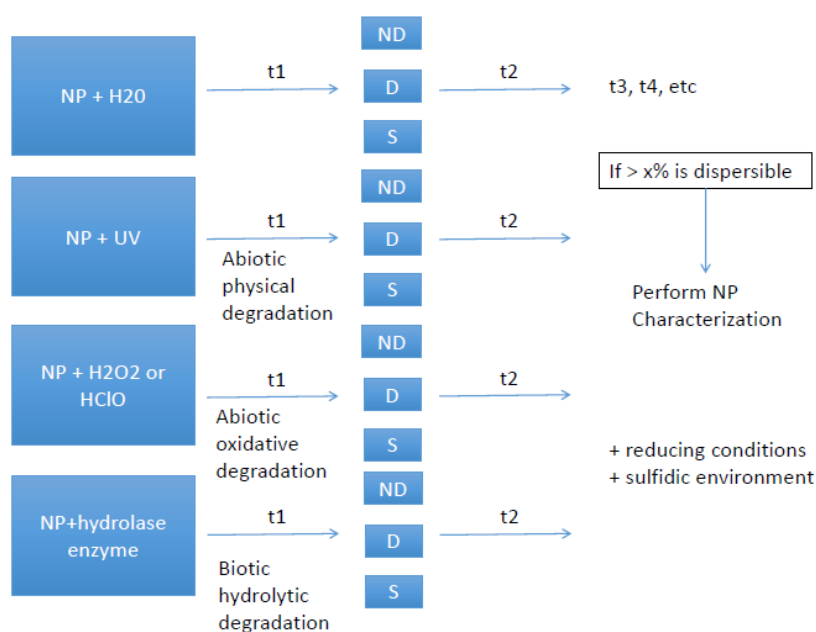 NP + H20
t1
ND
D
S
t2
t3, t4, etc
If > x% is dispersible
NP + UV
t1
Abiotic
physical
degradation
ND
D
S
t2
Perform NP
Characterization
NP + H2O2 or
HClO
t1
Abiotic
oxidative
degradation
ND
D
S
t2
+ reducing conditions
+ sulfidic environment
NP+hydrolase
enzyme
t1
Biotic
hydrolytic
degradation
ND
D
S
t2